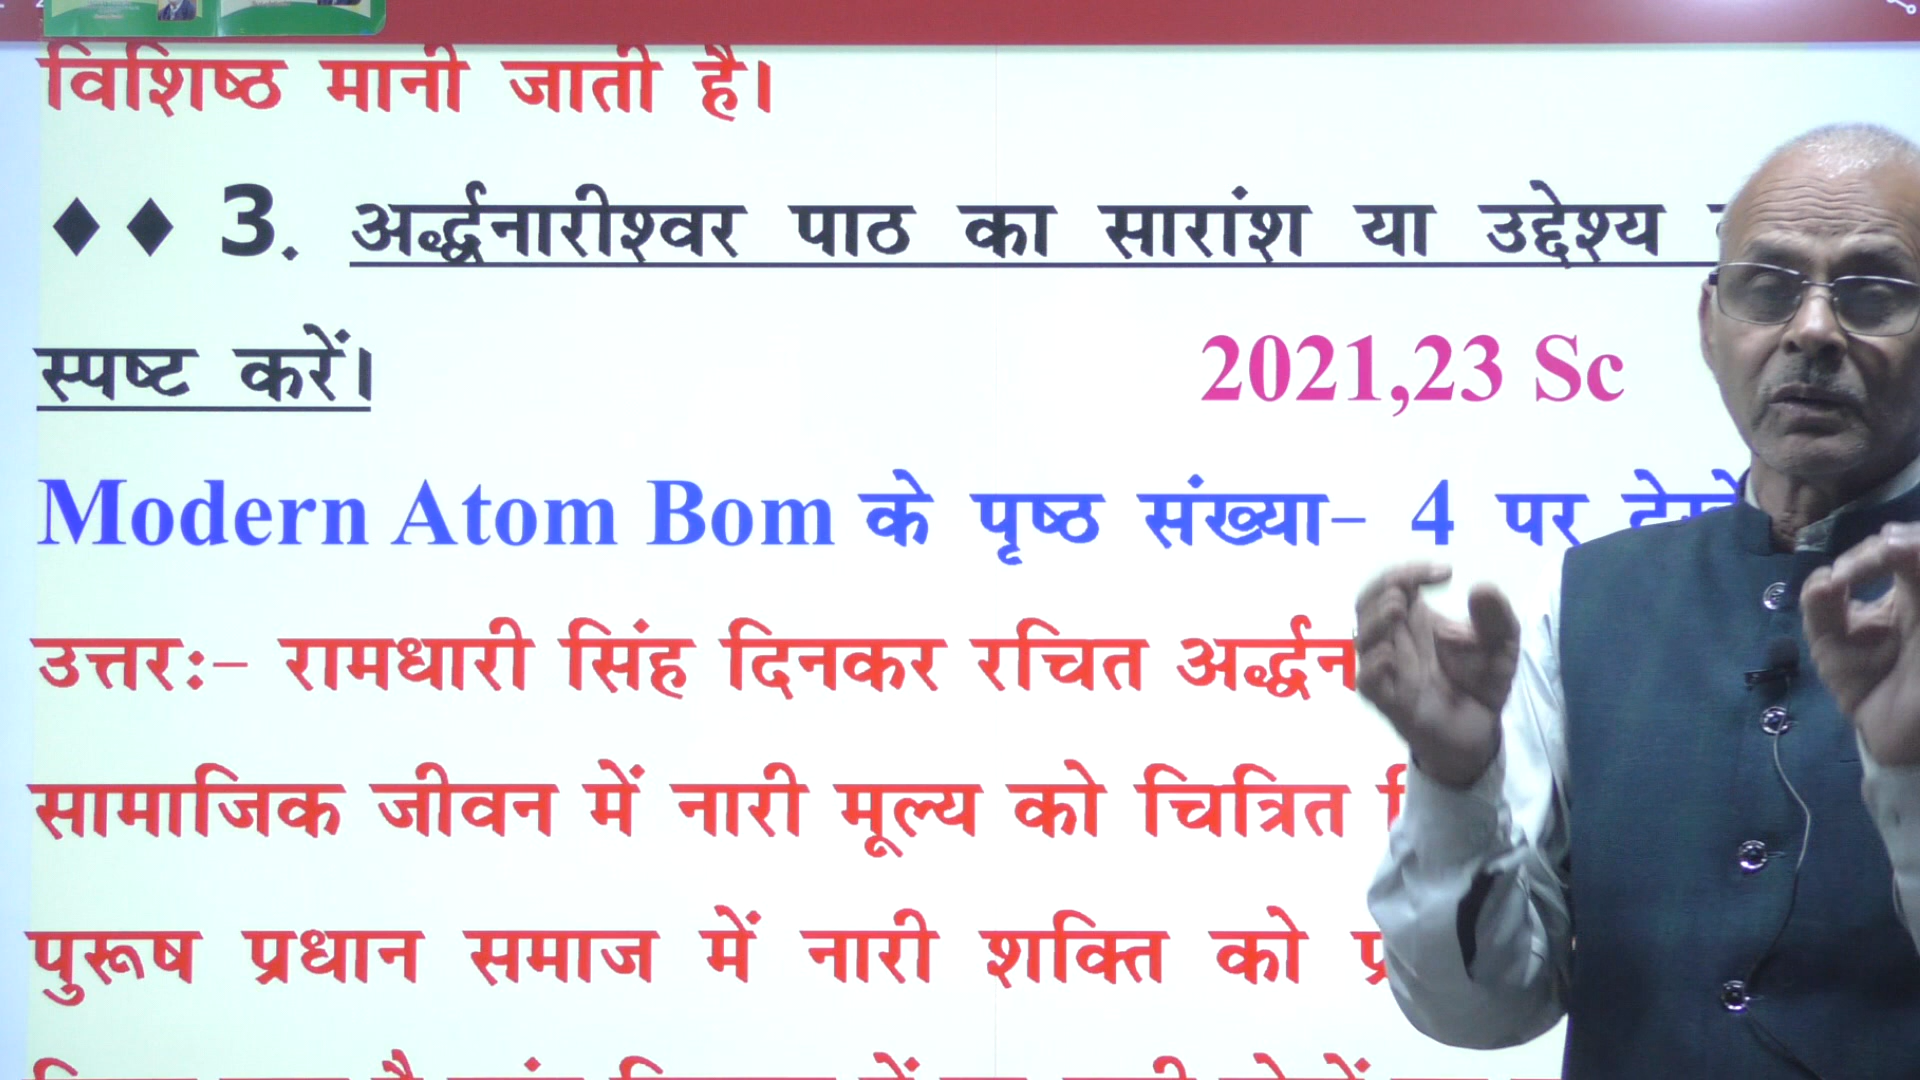 विशिष्ठ मानी जाती है।
♦♦ 3. अर्द्धनारीश्वर पाठ का सारांश या उद्देश्य
स्पष्ट करें। 2021,23 Sc
Modern Atom Bom के पृष्ठ संख्या- 4 पर
उत्तर:- रामधारी सिंह दिनकर रचित
सामाजिक जीवन में नारी मूल्य को चित्रित
पुरूष प्रधान समाज में नारी शक्ति को